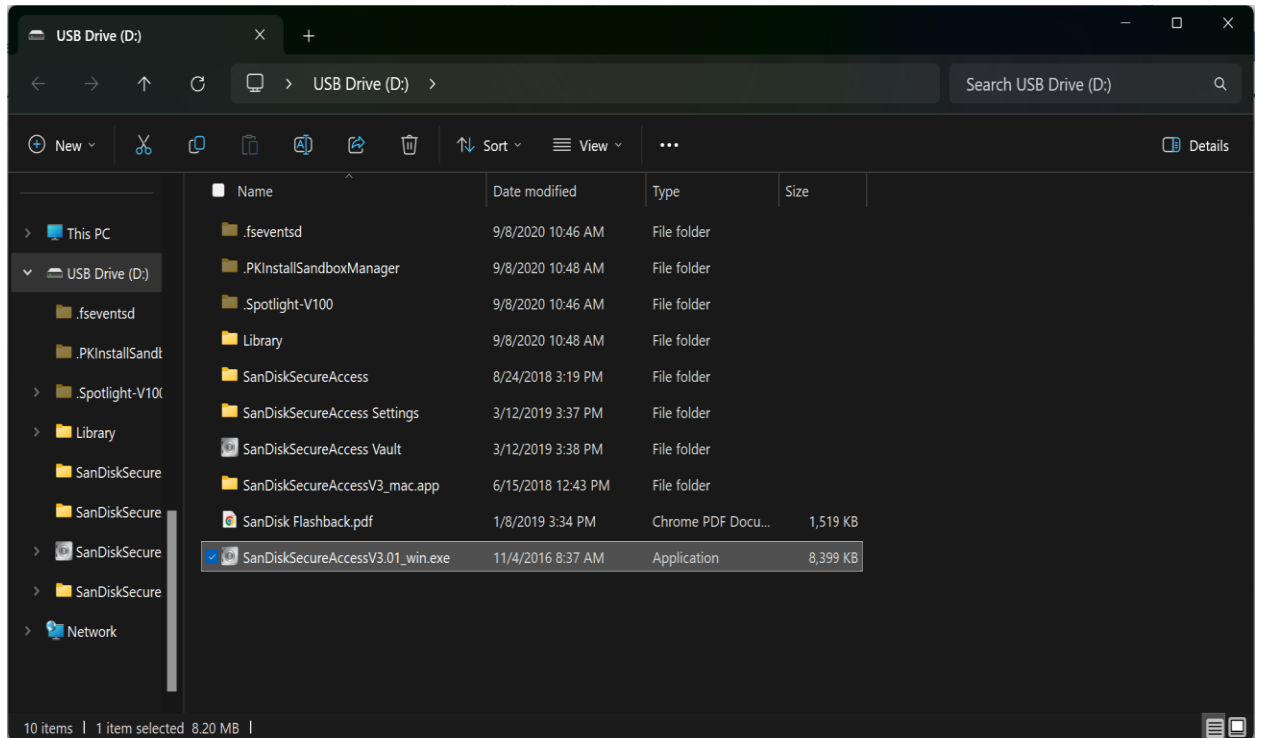 USB Drive (D:)
USB Drive (D:)
Search USB Drive (D:)
New
Sort
View
Details
Name Date modified Type Size
This PC
USB Drive (D:)
.fseventsd
.PKInstallSandb
.Spotlight-V100
Library
SanDiskSecure
SanDiskSecure
SanDiskSecure
SanDiskSecure
Network
.fseventsd 9/8/2020 10:46 AM File folder
.PKInstallSandboxManager 9/8/2020 10:48 AM File folder
.Spotlight-V100 9/8/2020 10:46 AM File folder
Library 9/8/2020 10:48 AM File folder
SanDiskSecureAccess 8/24/2018 3:19 PM File folder
SanDiskSecureAccess Settings 3/12/2019 3:37 PM File folder
SanDiskSecureAccess Vault 3/12/2019 3:38 PM File folder
SanDiskSecureAccessV3_mac.app 6/15/2018 12:43 PM File folder
SanDisk Flashback.pdf 1/8/2019 3:34 PM Chrome PDF Docu... 1,519 KB
SanDiskSecureAccessV3.01_win.exe 11/4/2016 8:37 AM Application 8,399 KB
10 items 1 item selected 8.20 MB